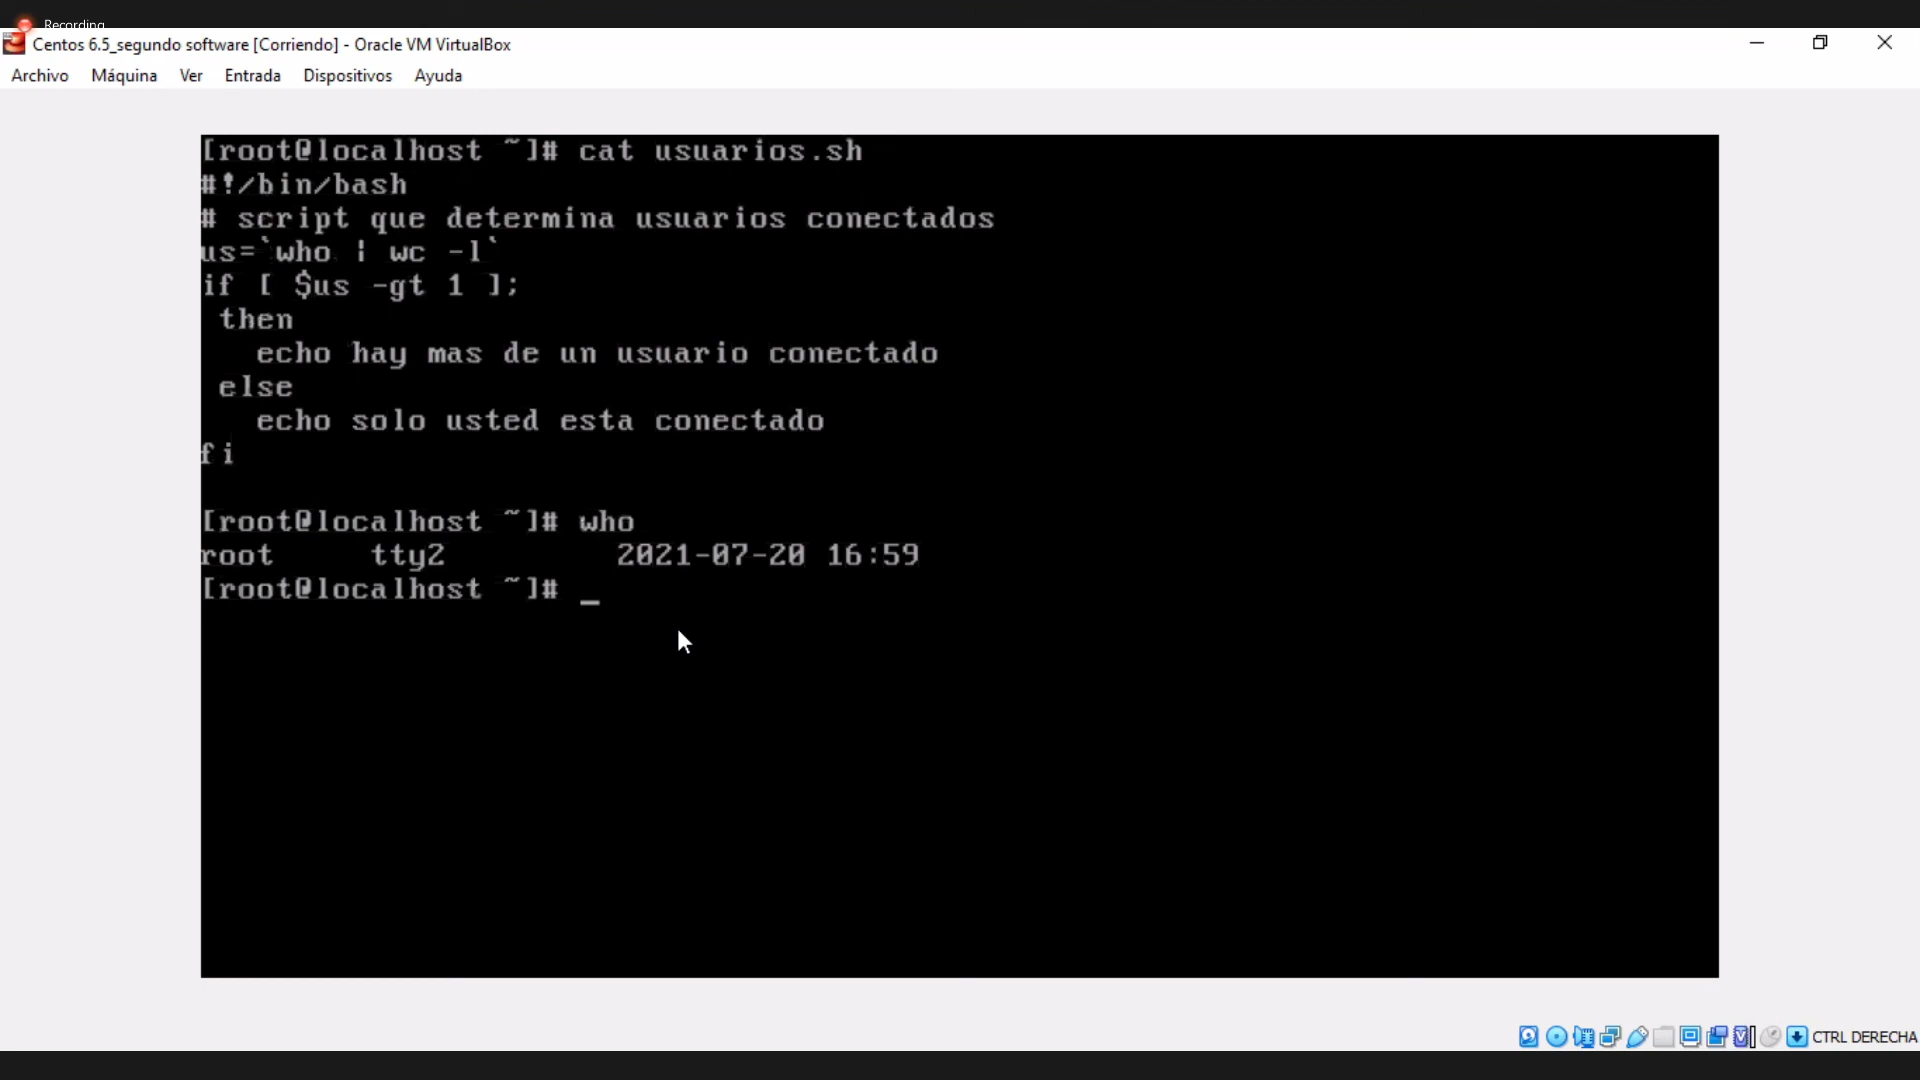 Recording
Centos 6.5_segundo software [Corriendo] - Oracle VM VirtualBox
Archivo Máquina Ver Entrada Dispositivos Ayuda
[root@localhost ~]# cat usuarios.sh
#!/bin/bash
# script que determina usuarios conectados
us=`who | wc -l`
if [ $us -gt 1 ];
 then
   echo hay mas de un usuario conectado
 else
   echo solo usted esta conectado
fi
[root@localhost ~]# who
root     tty2         2021-07-20 16:59
[root@localhost ~]# _
CTRL DERECHA